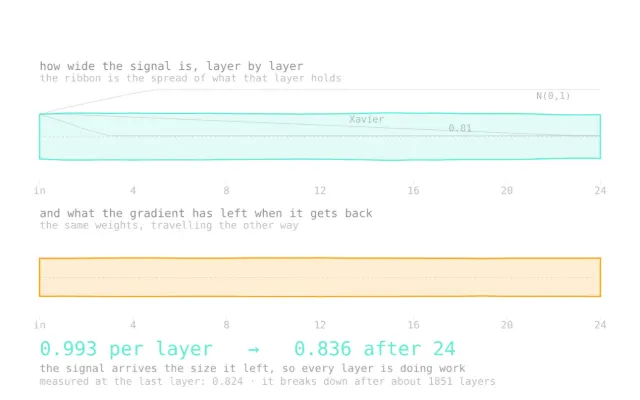 how wide the signal is, layer by layer
the ribbon is the spread of what that layer holds
N(0,1)
Xavier
0.01
in 4 8 12 16 20 24
and what the gradient has left when it gets back
the same weights, travelling the other way
in 4 8 12 16 20 24
0.993 per layer → 0.836 after 24
the signal arrives the size it left, so every layer is doing work
measured at the last layer: 0.824 · it breaks down after about 1851 layers